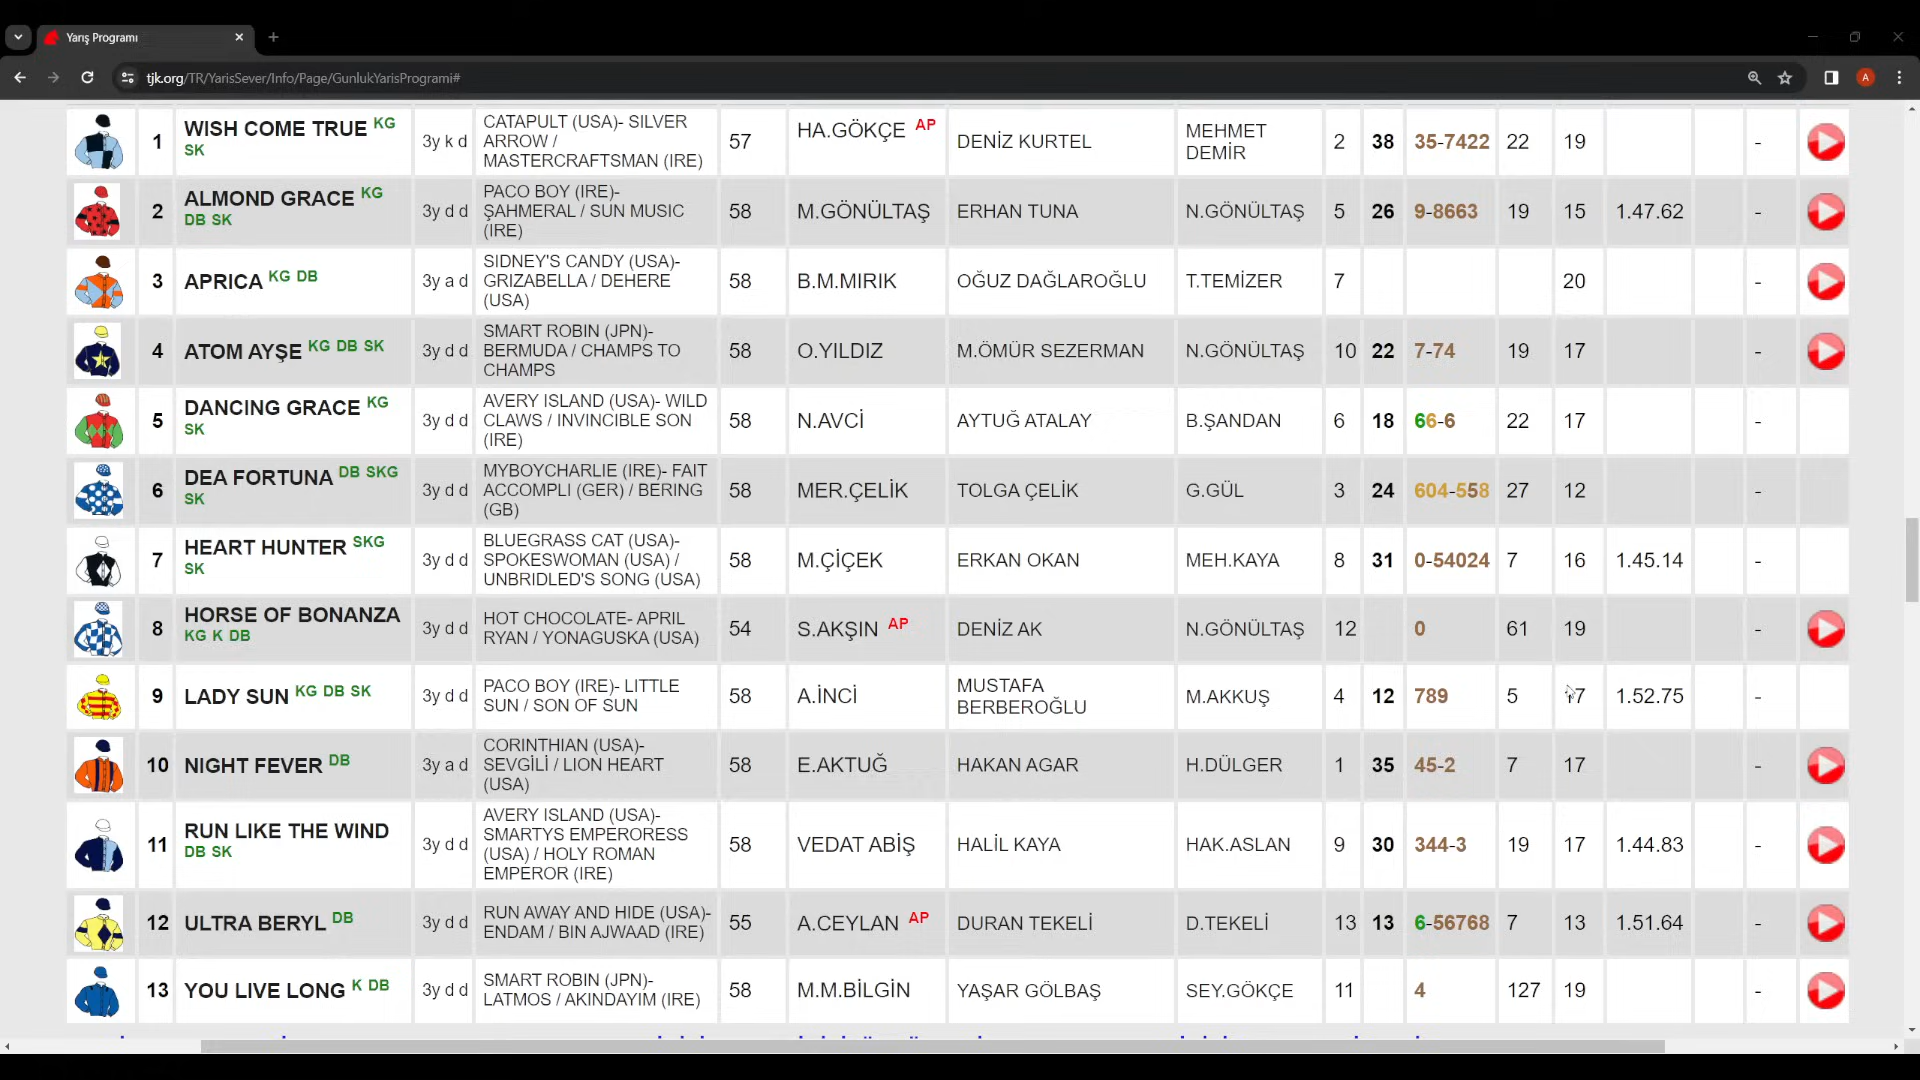 Yarış Programı
tjk.org/TR/YarisSever/Info/Page/GunlukYarisProgrami#
A
1 WISH COME TRUE KG SK 3y k d CATAPULT (USA)- SILVER ARROW / MASTERCRAFTSMAN (IRE) 57 HA.GÖKÇE AP DENİZ KURTEL MEHMET DEMİR 2 38 35-7422 22 19 -
2 ALMOND GRACE KG DB SK 3y d d PACO BOY (IRE)- ŞAHMERAL / SUN MUSIC (IRE) 58 M.GÖNÜLTAŞ ERHAN TUNA N.GÖNÜLTAŞ 5 26 9-8663 19 15 1.47.62 -
3 APRICA KG DB 3y a d SIDNEY'S CANDY (USA)- GRIZABELLA / DEHERE (USA) 58 B.M.MIRIK OĞUZ DAĞLAROĞLU T.TEMİZER 7 20 -
4 ATOM AYŞE KG DB SK 3y d d SMART ROBIN (JPN)- BERMUDA / CHAMPS TO CHAMPS 58 O.YILDIZ M.ÖMÜR SEZERMAN N.GÖNÜLTAŞ 10 22 7-74 19 17 -
5 DANCING GRACE KG SK 3y d d AVERY ISLAND (USA)- WILD CLAWS / INVINCIBLE SON (IRE) 58 N.AVCİ AYTUĞ ATALAY B.ŞANDAN 6 18 66-6 22 17 -
6 DEA FORTUNA DB SKG SK 3y d d MYBOYCHARLIE (IRE)- FAIT ACCOMPLI (GER) / BERING (GB) 58 MER.ÇELİK TOLGA ÇELİK G.GÜL 3 24 604-558 27 12 -
7 HEART HUNTER SKG SK 3y d d BLUEGRASS CAT (USA)- SPOKESWOMAN (USA) / UNBRIDLED'S SONG (USA) 58 M.ÇİÇEK ERKAN OKAN MEH.KAYA 8 31 0-54024 7 16 1.45.14 -
8 HORSE OF BONANZA KG K DB 3y d d HOT CHOCOLATE- APRIL RYAN / YONAGUSKA (USA) 54 S.AKŞIN AP DENİZ AK N.GÖNÜLTAŞ 12 0 61 19 -
9 LADY SUN KG DB SK 3y d d PACO BOY (IRE)- LITTLE SUN / SON OF SUN 58 A.İNCİ MUSTAFA BERBEROĞLU M.AKKUŞ 4 12 789 5 17 1.52.75 -
10 NIGHT FEVER DB 3y a d CORINTHIAN (USA)- SEVGİLİ / LION HEART (USA) 58 E.AKTUĞ HAKAN AGAR H.DÜLGER 1 35 45-2 7 17 -
11 RUN LIKE THE WIND DB SK 3y d d AVERY ISLAND (USA)- SMARTYS EMPERORESS (USA) / HOLY ROMAN EMPEROR (IRE) 58 VEDAT ABİŞ HALİL KAYA HAK.ASLAN 9 30 344-3 19 17 1.44.83 -
12 ULTRA BERYL DB 3y d d RUN AWAY AND HIDE (USA)- ENDAM / BIN AJWAAD (IRE) 55 A.CEYLAN AP DURAN TEKELİ D.TEKELİ 13 13 6-56768 7 13 1.51.64 -
13 YOU LIVE LONG K DB 3y d d SMART ROBIN (JPN)- LATMOS / AKINDAYIM (IRE) 58 M.M.BİLGİN YAŞAR GÖLBAŞ SEY.GÖKÇE 11 4 127 19 -